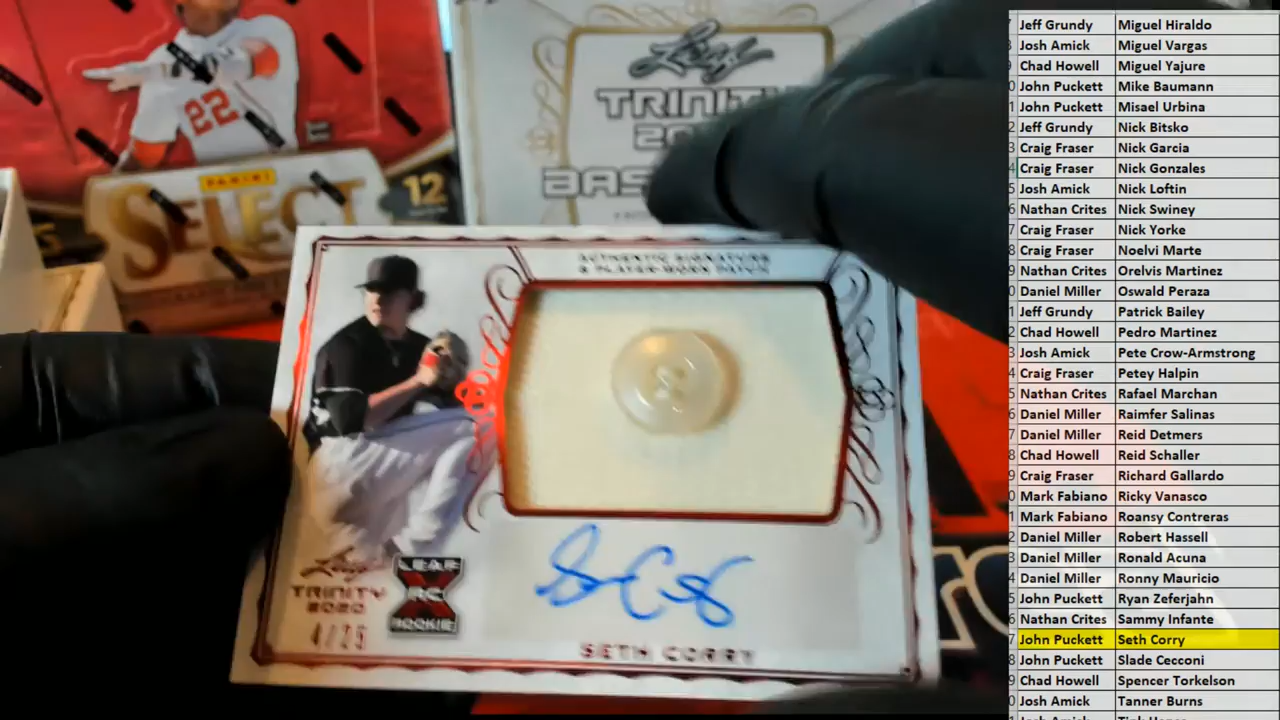 22
PANINI
SELECT
12
Leaf
TRINITY
BAS
AUTHENTIC SIGNATURE
& PLAYER-WORN PATCH
Leaf
TRINITY
2020
4/25
LEAF
RC
ROOKIE
SETH CORRY
Jeff Grundy Miguel Hiraldo
Josh Amick Miguel Vargas
Chad Howell Miguel Yajure
John Puckett Mike Baumann
John Puckett Misael Urbina
Jeff Grundy Nick Bitsko
Craig Fraser Nick Garcia
Craig Fraser Nick Gonzales
Josh Amick Nick Loftin
Nathan Crites Nick Swiney
Craig Fraser Nick Yorke
Craig Fraser Noelvi Marte
Nathan Crites Orelvis Martinez
Daniel Miller Oswald Peraza
Jeff Grundy Patrick Bailey
Chad Howell Pedro Martinez
Josh Amick Pete Crow-Armstrong
Craig Fraser Petey Halpin
Nathan Crites Rafael Marchan
Daniel Miller Raimfer Salinas
Daniel Miller Reid Detmers
Chad Howell Reid Schaller
Craig Fraser Richard Gallardo
Mark Fabiano Ricky Vanasco
Mark Fabiano Roansy Contreras
Daniel Miller Robert Hassell
Daniel Miller Ronald Acuna
Daniel Miller Ronny Mauricio
John Puckett Ryan Zeferjahn
Nathan Crites Sammy Infante
John Puckett Seth Corry
John Puckett Slade Cecconi
Chad Howell Spencer Torkelson
Josh Amick Tanner Burns